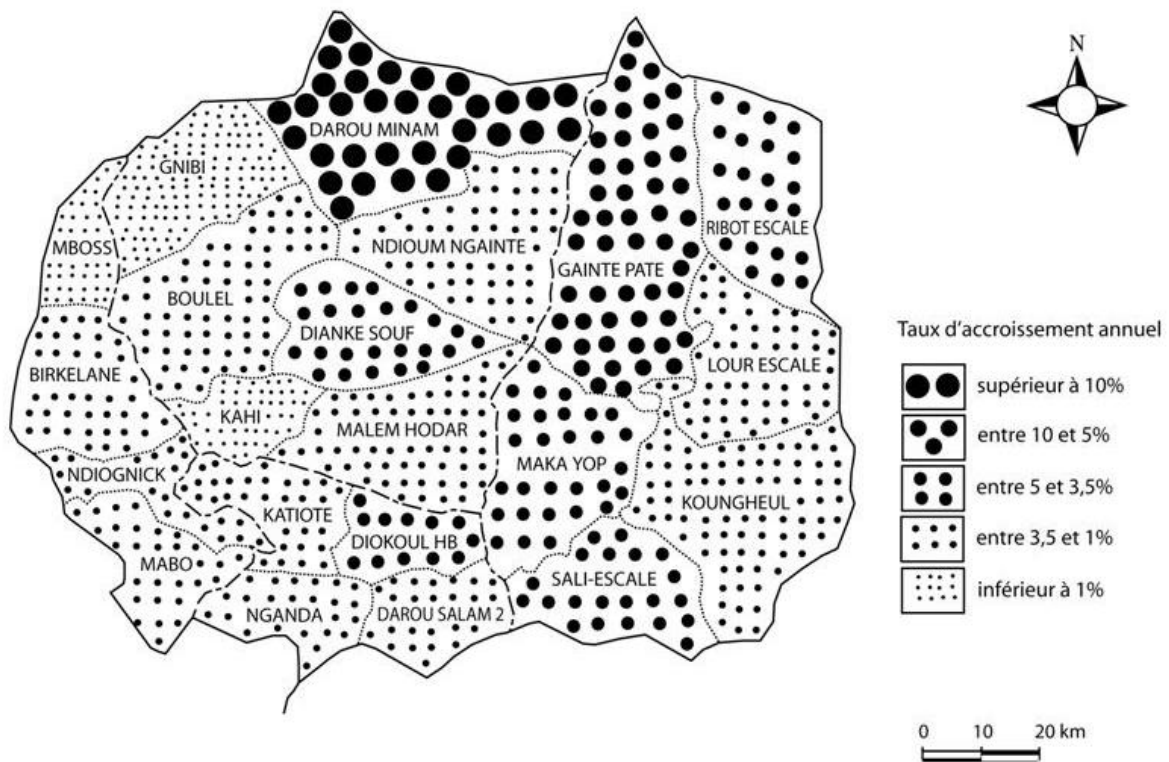 N
DAROU MINAM
GNIBI
MBOSS
NDIOUM NGAINTE
RIBOT ESCALE
GAINTE PATE
BOULEL
DIANKE SOUF
LOUR ESCALE
BIRKELANE
KAHI
MALEM HODAR
MAKA YOP
NDIOGNICK
KOUNGHEUL
KATIOTE
DIOKOUL HB
MABO
SALI-ESCALE
NGANDA
DAROU SALAM 2
Taux d'accroissement annuel
supérieur à 10%
entre 10 et 5%
entre 5 et 3,5%
entre 3,5 et 1%
inférieur à 1%
0 10 20 km